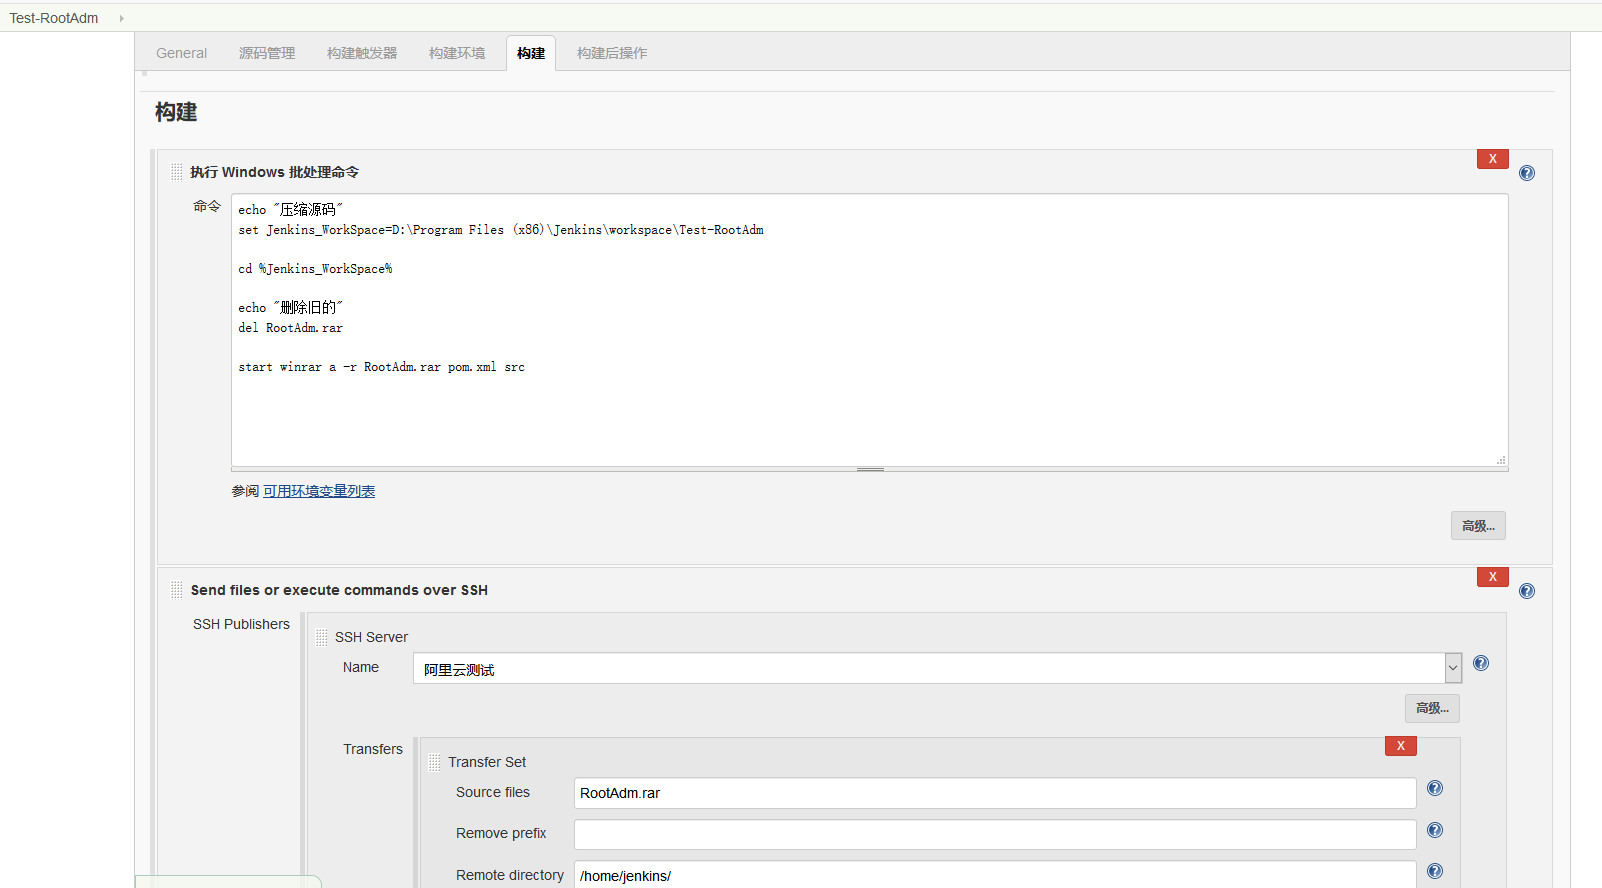 Test-RootAdm
General 源码管理 构建触发器 构建环境 构建 构建后操作
构建
X
执行 Windows 批处理命令
命令
echo "压缩源码"
set Jenkins_WorkSpace=D:\Program Files (x86)\Jenkins\workspace\Test-RootAdm
cd %Jenkins_WorkSpace%
echo "删除旧的"
del RootAdm.rar
start winrar a -r RootAdm.rar pom.xml src
参阅 可用环境变量列表
高级...
X
Send files or execute commands over SSH
SSH Publishers
SSH Server
Name 阿里云测试
高级...
Transfers
X
Transfer Set
Source files RootAdm.rar
Remove prefix
Remote directory /home/jenkins/